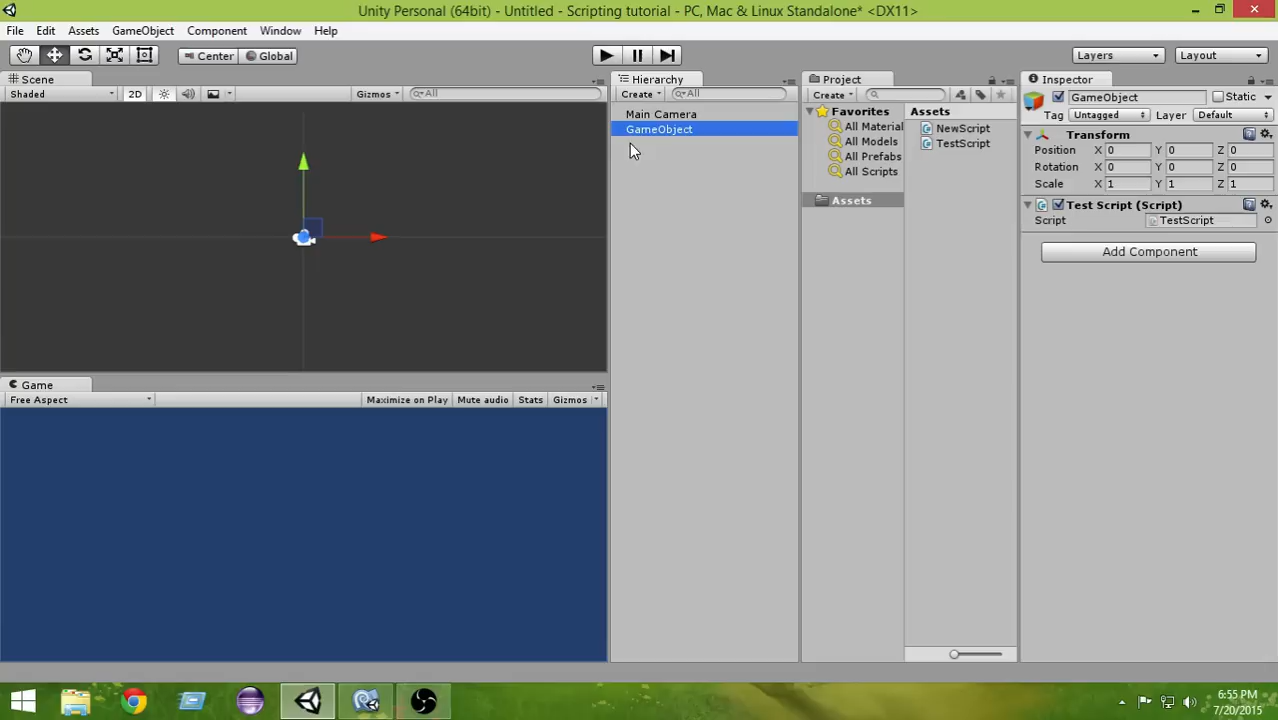 Unity Personal (64bit) - Untitled - Scripting tutorial - PC, Mac & Linux Standalone* <DX11>
File Edit Assets GameObject Component Window Help
Center Global Layers Layout
Scene
Shaded 2D Gizmos All
Hierarchy
Create All
Main Camera
GameObject
Project
Create
Favorites
All Material
All Models
All Prefabs
All Scripts
Assets
Assets
NewScript
TestScript
Inspector
GameObject Static
Tag Untagged Layer Default
Transform
Position X 0 Y 0 Z 0
Rotation X 0 Y 0 Z 0
Scale X 1 Y 1 Z 1
Test Script (Script)
Script TestScript
Add Component
Game
Free Aspect Maximize on Play Mute audio Stats Gizmos
6:55 PM
7/20/2015